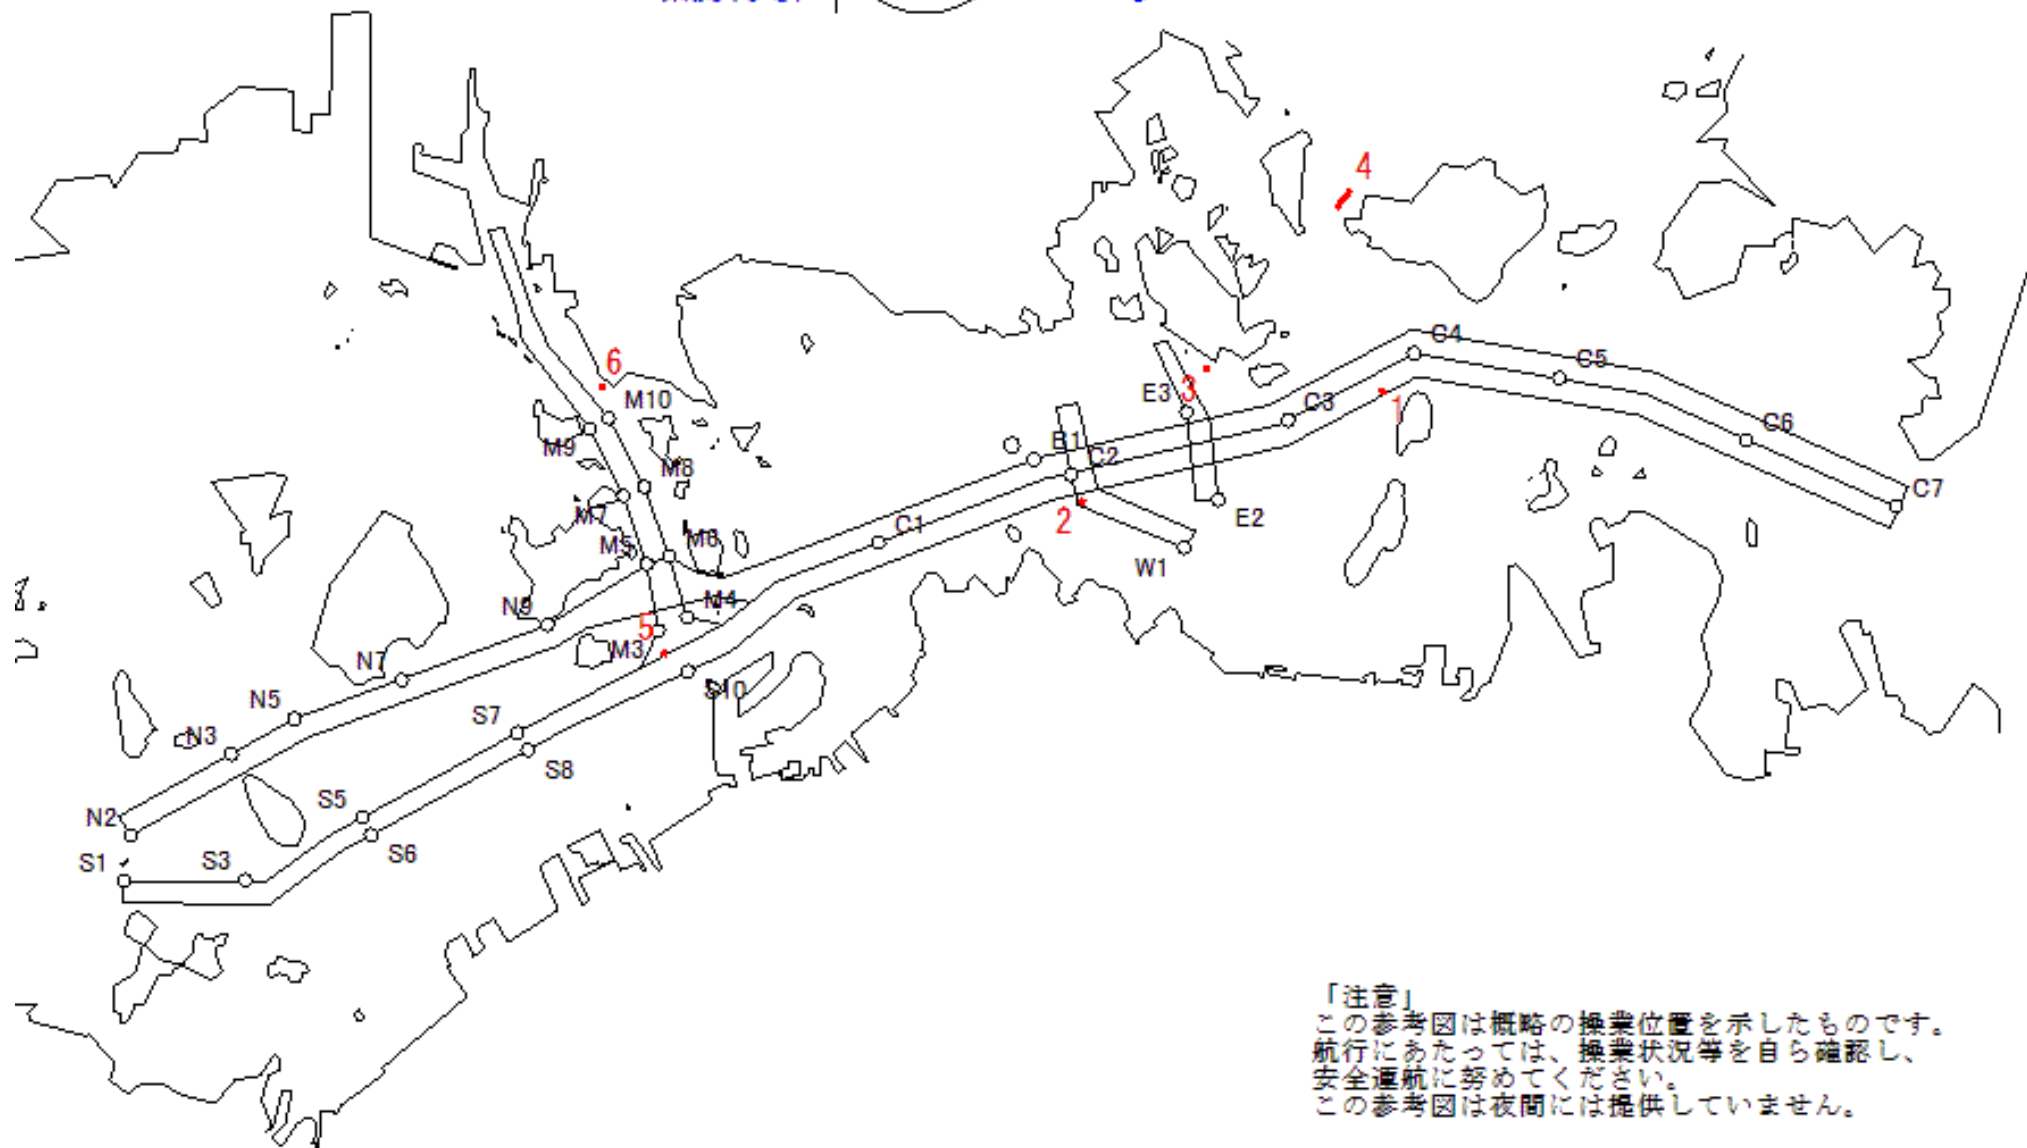 4
C4
C5
6
E3
3
1
C3
C6
M10
M9
B1
C2
M8
C7
M7
2
E2
C1
M5
M6
W1
N9
M4
5
M3
N7
S10
N5
S7
N3
S8
S5
N2
S6
S1
S3
「注意」
この参考図は概略の操業位置を示したものです。
航行にあたっては、操業状況等を自ら確認し、
安全運航に努めてください。
この参考図は夜間には提供していません。